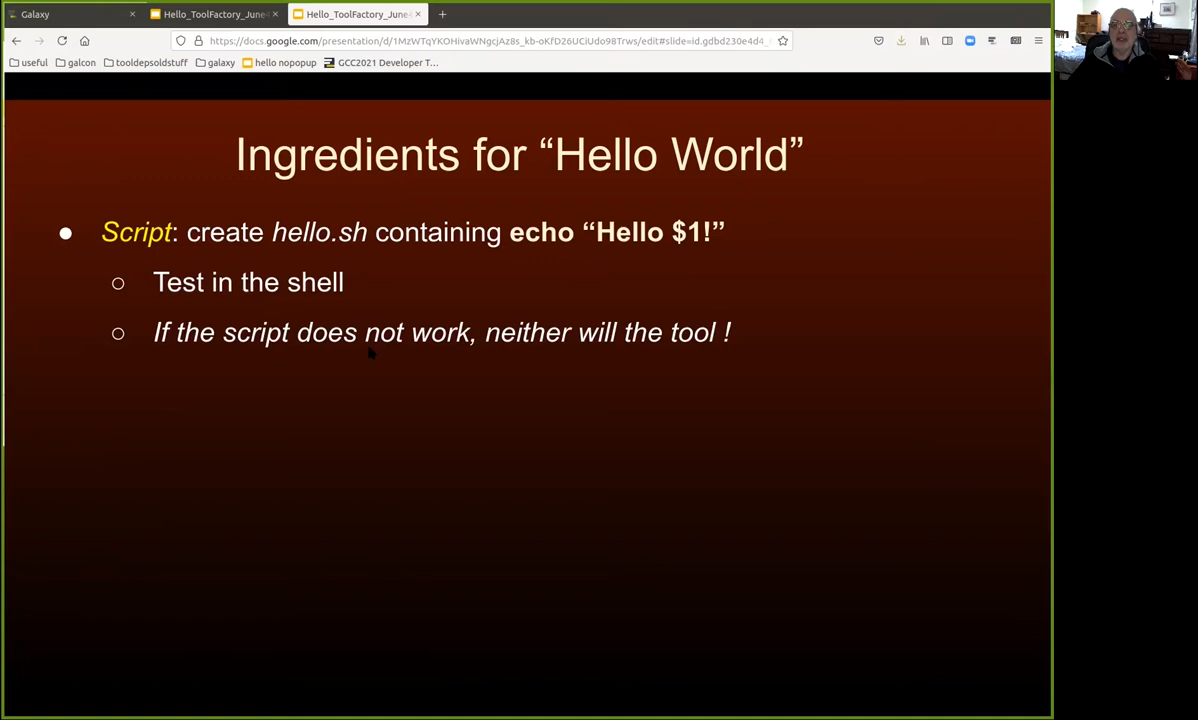 Galaxy
Hello_ToolFactory_June
Hello_ToolFactory_June
https://docs.google.com/presentation/d/1MzWTqYKOHivaWNgcjAz8s_kb-oKfD26UCiUdo98Trws/edit#slide=id.gdbd230e4d4_
useful galcon tooldepsoldstuff galaxy hello nopopup GCC2021 Developer T...
Ingredients for “Hello World”
● Script: create hello.sh containing echo “Hello $1!”
○ Test in the shell
○ If the script does not work, neither will the tool !